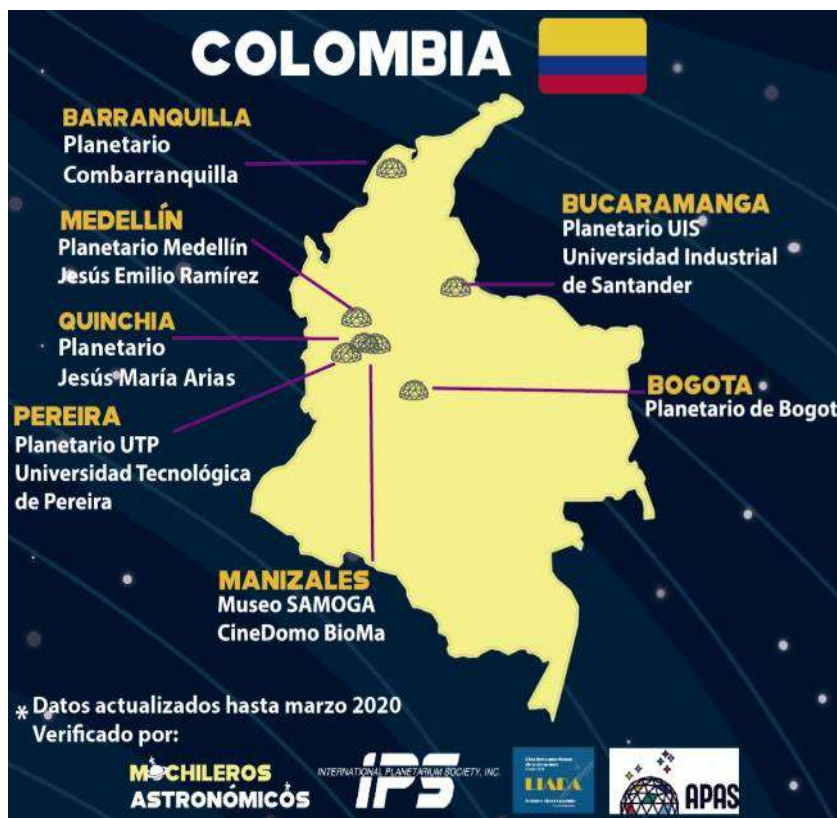 COLOMBIA
BARRANQUILLA
Planetario
Combarranquilla
MEDELLÍN
Planetario Medellín
Jesús Emilio Ramírez
QUINCHIA
Planetario
Jesús María Arias
PEREIRA
Planetario UTP
Universidad Tecnológica
de Pereira
BUCARAMANGA
Planetario UIS
Universidad Industrial
de Santander
BOGOTA
Planetario de Bogot
MANIZALES
Museo SAMOGA
CineDomo BioMa
* Datos actualizados hasta marzo 2020
Verificado por:
MOCHILEROS
ASTRONÓMICOS
INTERNATIONAL PLANETARIUM SOCIETY, INC.
IPS
LIADA
APAS